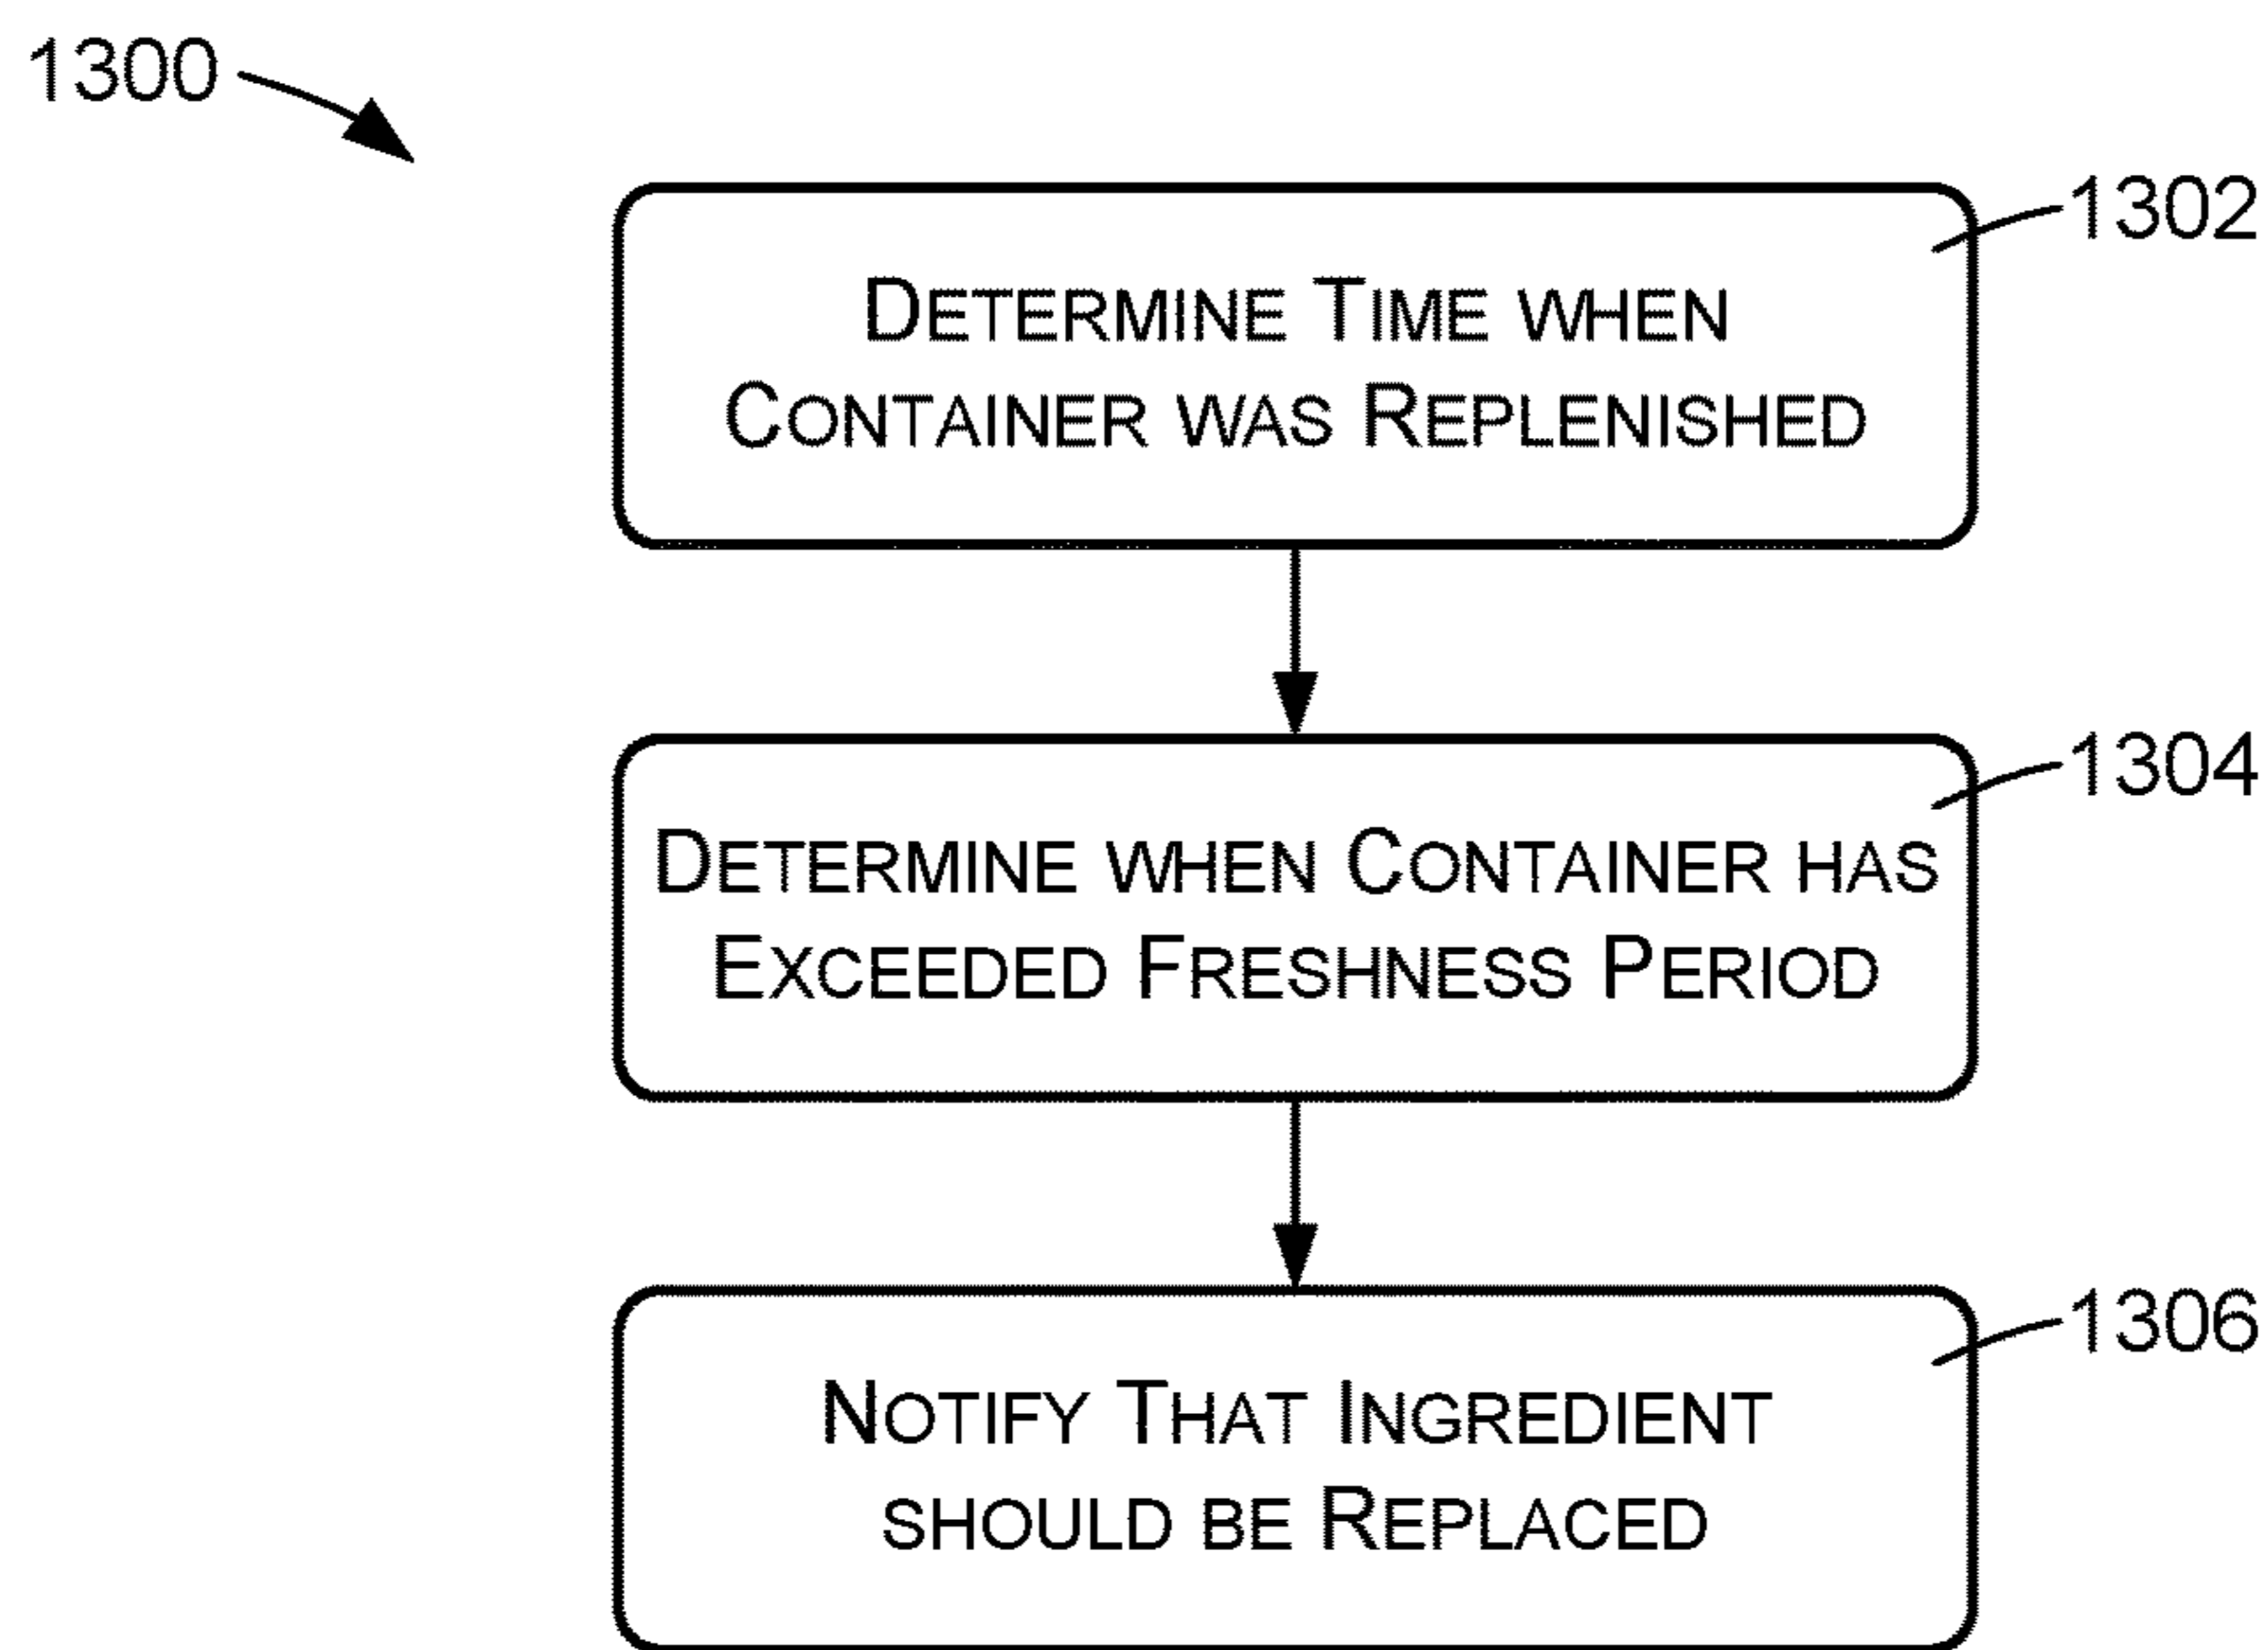 1300
1302
DETERMINE TIME WHEN
CONTAINER WAS REPLENISHED
1304
DETERMINE WHEN CONTAINER HAS
EXCEEDED FRESHNESS PERIOD
1306
NOTIFY THAT INGREDIENT
SHOULD BE REPLACED